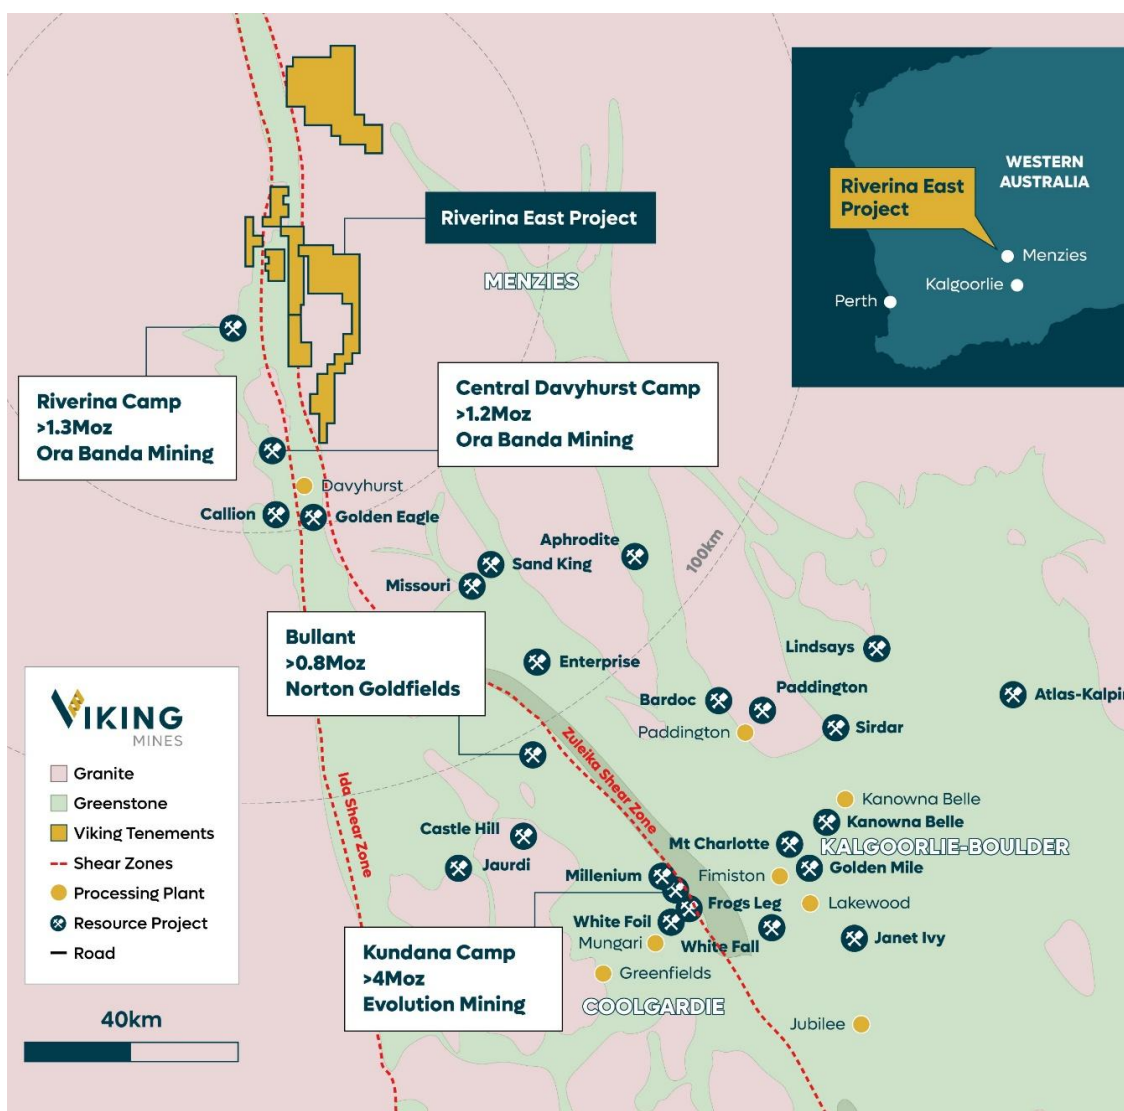 WESTERN
AUSTRALIA
Riverina East
Project
Menzies
Kalgoorlie
Perth
Riverina East Project
MENZIES
Riverina Camp
>1.3Moz
Ora Banda Mining
Central Davyhurst Camp
>1.2Moz
Ora Banda Mining
Davyhurst
Callion
Golden Eagle
Aphrodite
Sand King
Missouri
100km
Bullant
>0.8Moz
Norton Goldfields
Enterprise
Lindsays
Bardoc
Paddington
Paddington
Sirdar
Atlas-Kalpin
Zuleika Shear Zone
Ida Shear Zone
Kanowna Belle
Kanowna Belle
KALGOORLIE-BOULDER
Castle Hill
Jaurdi
Mt Charlotte
Golden Mile
Millenium
Fimiston
Frogs Leg
Lakewood
White Foil
White Fall
Janet Ivy
Mungari
Greenfields
COOLGARDIE
Jubilee
Kundana Camp
>4Moz
Evolution Mining
VIKING
MINES
Granite
Greenstone
Viking Tenements
Shear Zones
Processing Plant
Resource Project
Road
40km